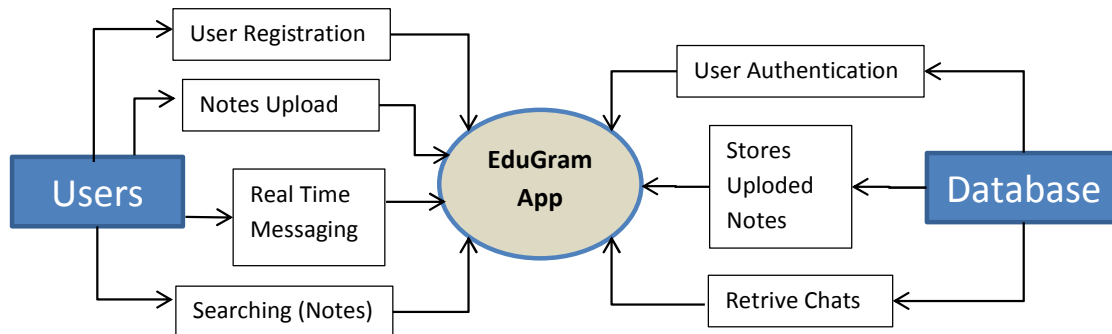 User Registration
Notes Upload
Users
Real Time
Messaging
Searching (Notes)
EduGram
App
User Authentication
Stores
Uploded
Notes
Database
Retrive Chats